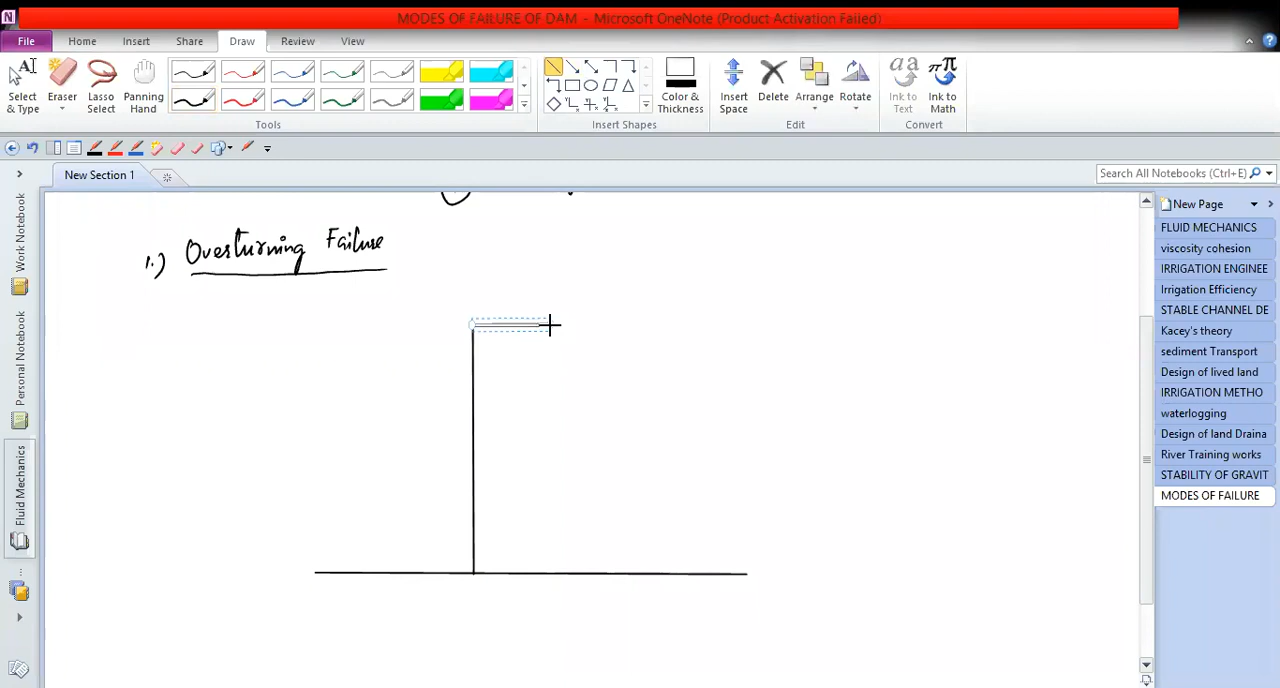 MODES OF FAILURE OF DAM - Microsoft OneNote (Product Activation Failed)
File Home Insert Share Draw Review View
Select & Type
Eraser
Lasso Select
Panning Hand
Tools
Color & Thickness
Insert Shapes
Insert Space
Delete
Arrange
Rotate
Edit
Ink to Text
Ink to Math
Convert
New Section 1
Search All Notebooks (Ctrl+E)
Work Notebook
Personal Notebook
Fluid Mechanics
1.) Overturning Failure
New Page
FLUID MECHANICS
viscosity cohesion
IRRIGATION ENGINEE
Irrigation Efficiency
STABLE CHANNEL DE
Kacey's theory
sediment Transport
Design of lived land
IRRIGATION METHO
waterlogging
Design of land Draina
River Training works
STABILITY OF GRAVIT
MODES OF FAILURE